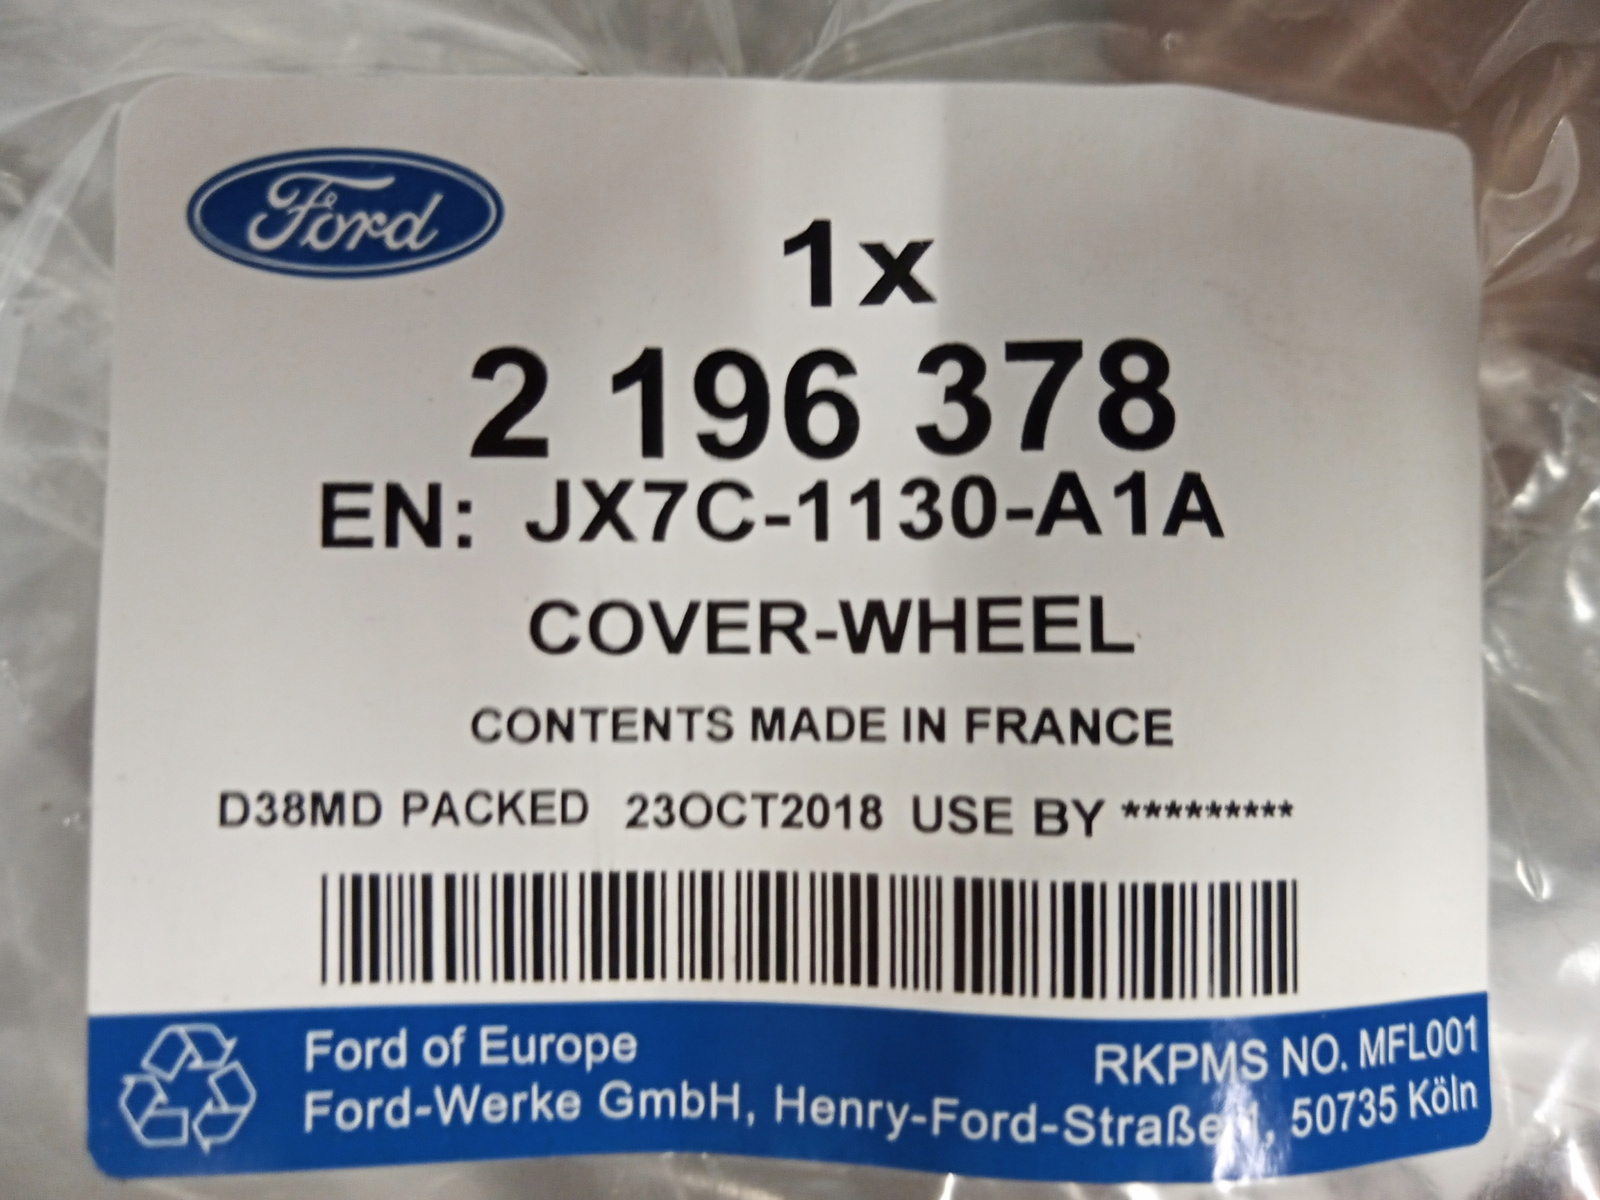 Ford
1x
2 196 378
EN: JX7C-1130-A1A
COVER-WHEEL
CONTENTS MADE IN FRANCE
D38MD PACKED 23OCT2018 USE BY *********
Ford of Europe
RKPMS NO. MFL001
Ford-Werke GmbH, Henry-Ford-Straße 1, 50735 Köln